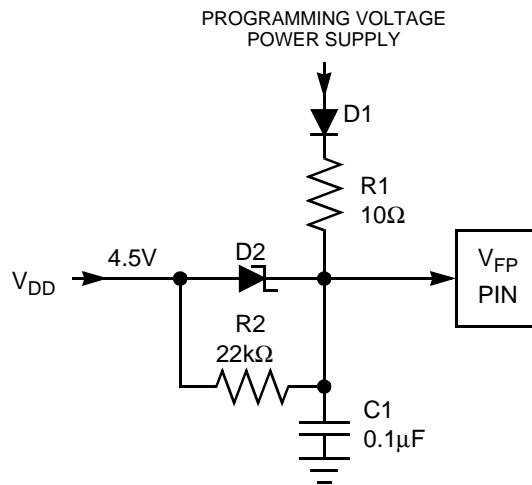 PROGRAMMING VOLTAGE
POWER SUPPLY
D1
R1
10Ω
V_DD
4.5V
D2
V_FP
PIN
R2
22kΩ
C1
0.1µF